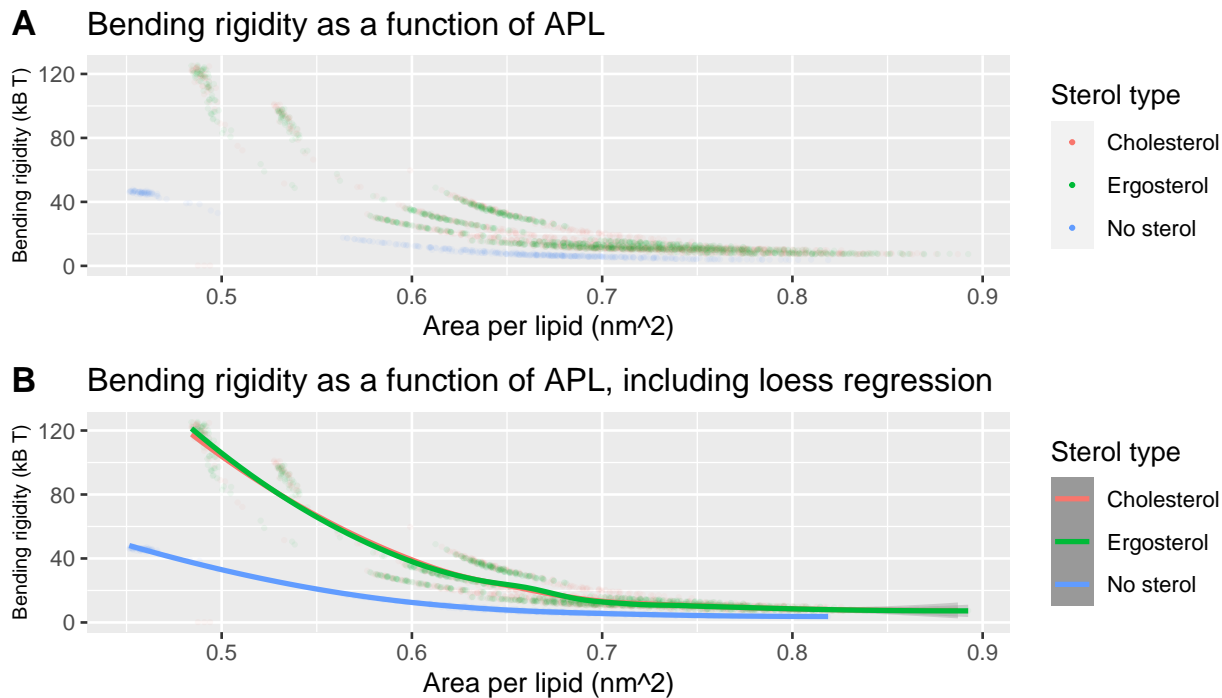 A Bending rigidity as a function of APL
Bending rigidity (kB T)
120
80
40
0
0.5 0.6 0.7 0.8 0.9
Area per lipid (nm^2)
Sterol type
Cholesterol
Ergosterol
No sterol
B Bending rigidity as a function of APL, including loess regression
Bending rigidity (kB T)
120
80
40
0
0.5 0.6 0.7 0.8 0.9
Area per lipid (nm^2)
Sterol type
Cholesterol
Ergosterol
No sterol